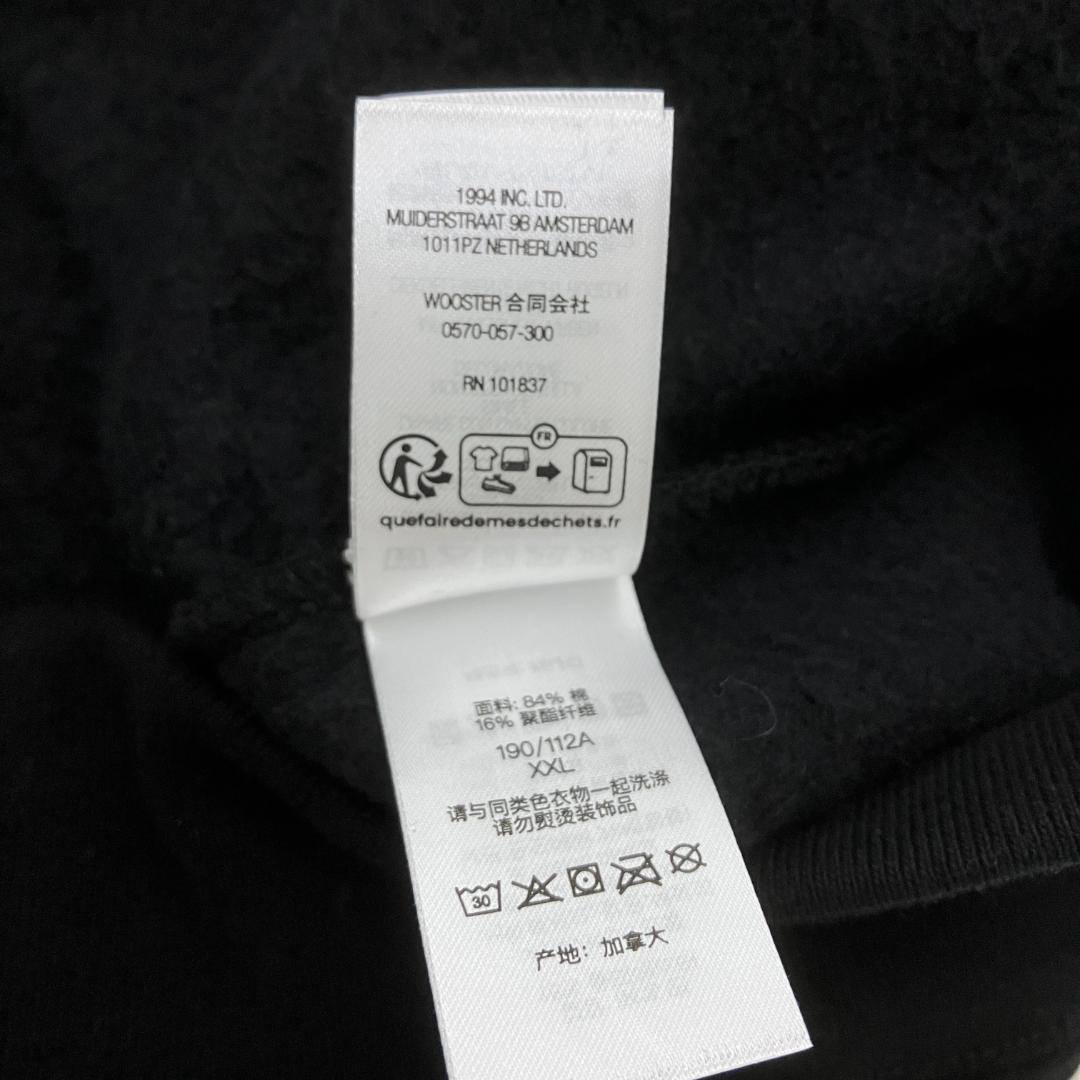 1994 INC. LTD.
MUIDERSTRAAT 9B AMSTERDAM
1011PZ NETHERLANDS
WOOSTER 合同会社
0570-057-300
RN 101837
FR
quefairedemesdechets.fr
面料: 84% 棉
16% 聚酯纤维
190/112A
XXL
请与同类色衣物一起洗涤
请勿熨烫装饰品
30
产地: 加拿大